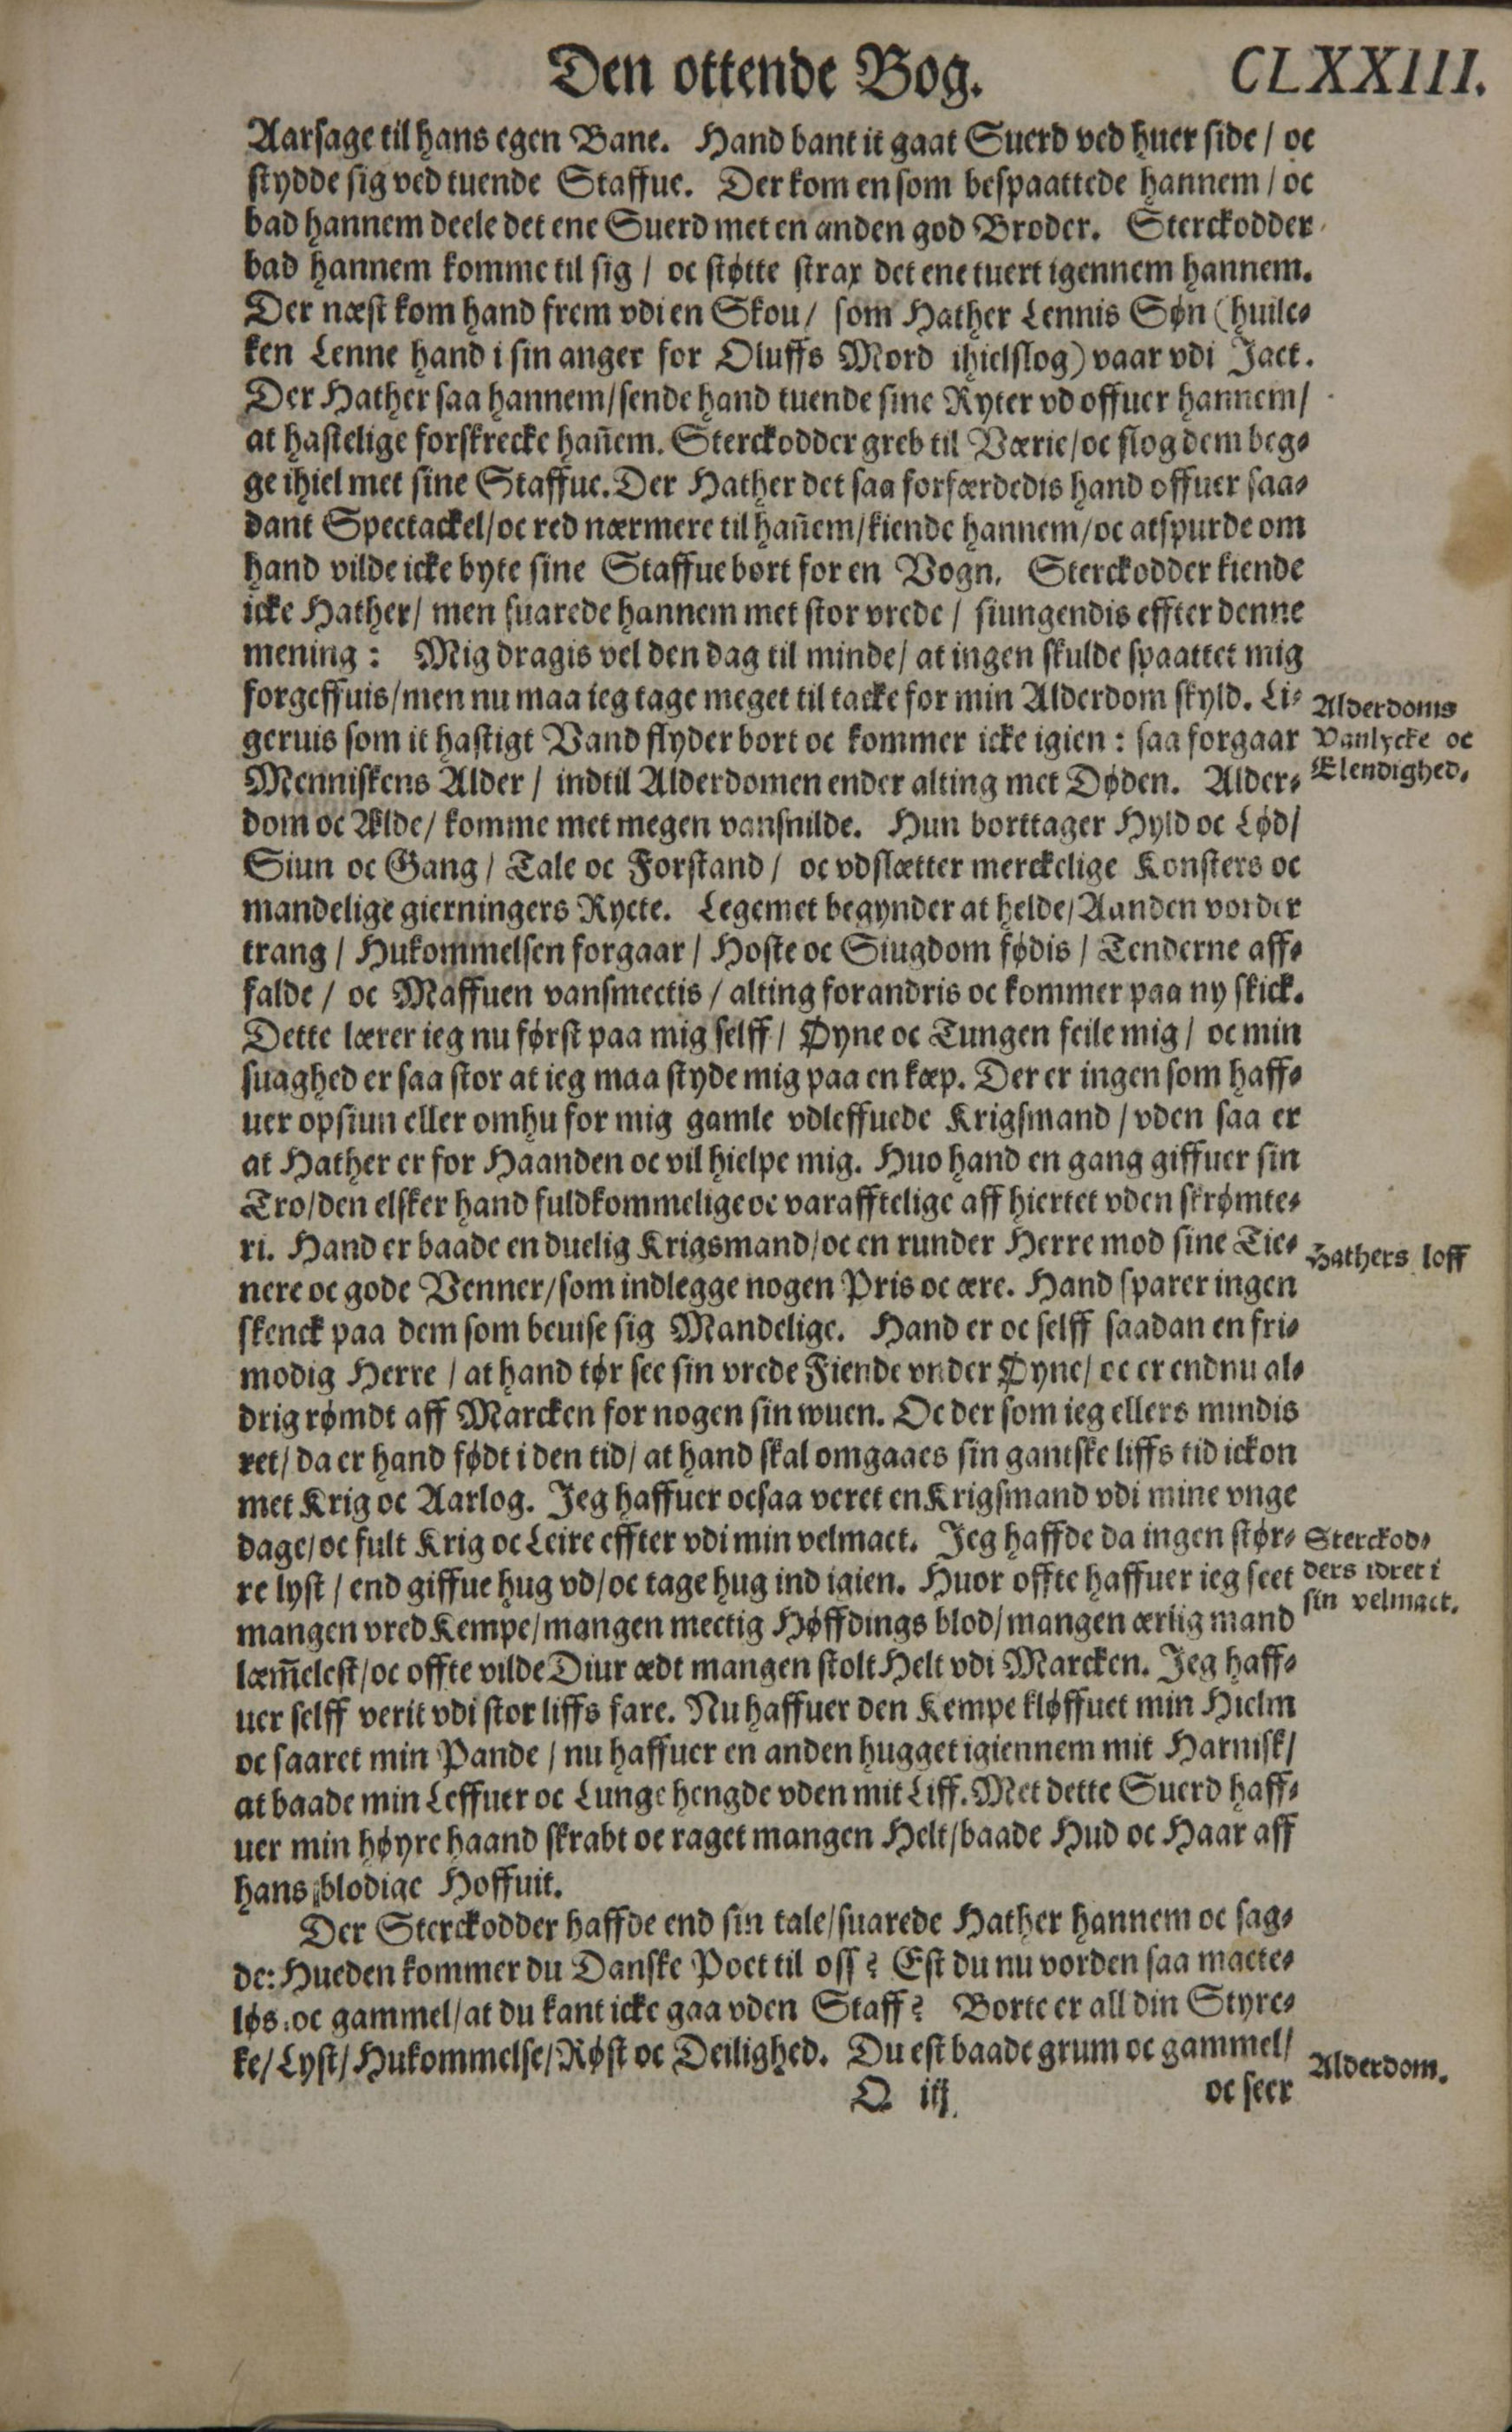 Den ottende Bog. CLXXIII.
Aarsage til hans egen Bane. Hand bant it gaat Suerd ved huer side / oc
stydde sig ved tuende Staffue. Der kom en som bespaattede hannem / oc
bad hannem deele det ene Suerd met en anden god Broder. Sterckodder
bad hannem komme til sig / oc støtte strax det ene tuert igennem hannem.
Der næst kom hand frem vdi en Skou / som Hather Lennis Søn (huile⸗
ken Lenne hand i sin anger for Oluffs Mord ihielslog) vaar vdi Jact.
Der Hather saa hannem / sende hand tuende sine Ryter vd offuer hannem /
at hastelige forskrecke hañem. Sterckodder greb til Værie / oc slog dem beg⸗
ge ihiel met sine Staffue. Der Hather det saa forfærdedis hand offuer saa⸗
dant Spectackel / oc red nærmere til hañem / kiende hannem / oc atspurde om
hand vilde icke byte sine Staffue bort for en Vogn. Sterckodder kiende
icke Hather / men suarede hannem met stor vrede / siungendis effter denne
mening : Mig dragis vel den dag til minde / at ingen skulde spaattet mig
forgeffuis / men nu maa ieg tage meget til tacke for min Alderdom skyld. Li⸗
geruis som it hastigt Vand flyder bort oc kommer icke igien : saa forgaar
Menniskens Alder / indtil Alderdomen ender alting met Døden. Alder⸗
Alderdoms
Vanlycke oc
Elendighed.
dom oc Ælde / komme met megen vansnilde. Hun borttager Hyld oc Lød /
Siun oc Gang / Tale oc Forstand / oc vdslætter merckelige Konsters oc
mandelige gierningers Rycte. Legemet begynder at helde / Aanden vorder
trang / Hukommelsen forgaar / Hoste oc Siugdom fødis / Tenderne aff⸗
falde / oc Maffuen vansmectis / alting forandris oc kommer paa ny skick.
Dette lærer ieg nu først paa mig selff / Øyne oc Tungen feile mig / oc min
suaghed er saa stor at ieg maa styde mig paa en kæp. Der er ingen som haff⸗
uer opsiun eller omhu for mig gamle vdleffuede Krigsmand / vden saa er
at Hather er for Haanden oc vil hielpe mig. Huo hand en gang giffuer sin
Tro / den elsker hand fuldkommelige oc varafftelige aff hiertet vden skrømte⸗
ri. Hand er baade en duelig Krigsmand / oc en runder Herre mod sine Tie⸗
Hathers loff
nere oc gode Venner / som indlegge nogen Pris oc ære. Hand sparer ingen
skenck paa dem som beuise sig Mandelige. Hand er oc selff saadan en fri⸗
modig Herre / at hand tør see sin vrede Fiende vnder Øyne / oc er endnu al⸗
drig rømdt aff Marcken for nogen sin wuen. Oc der som ieg ellers mindis
ret / da er hand født i den tid / at hand skal omgaaes sin gantske liffs tid ickon
met Krig oc Aarlog. Jeg haffuer ocsaa veret en Krigsmand vdi mine vnge
dage / oc fult Krig oc Leire effter vdi min velmact. Jeg haffde da ingen stør⸗
re lyst / end giffue hug vd / oc tage hug ind igien. Huor offte haffuer ieg seet
Sterckod⸗
ders idret i
sin velmact.
mangen vred Kempe / mangen mectig Høffdings blod / mangen ærlig mand
læm̃elest / oc offte vilde Diur ædt mangen stolt Helt vdi Marcken. Jeg haff⸗
uer selff verit vdi stor liffs fare. Nu haffuer den Kempe kløffuet min Hielm
oc saaret min Pande / nu haffuer en anden hugget igiennem mit Harnisk /
at baade min Leffuer oc Lunge hengde vden mit Liff. Met dette Suerd haff⸗
uer min høyre haand skrabt oc raget mangen Helt / baade Hud oc Haar aff
hans blodige Hoffuit.
Der Sterckodder haffde end sin tale / suarede Hather hannem oc sag⸗
de: Hueden kommer du Danske Poet til oss? Est du nu vorden saa macte⸗
løs oc gammel / at du kant icke gaa vden Staff? Borte er all din Styre⸗
ke / Lyst / Hukommelse / Røst oc Deilighed. Du est baade grum oc gammel /
Alderdom.
Q iij oc seer